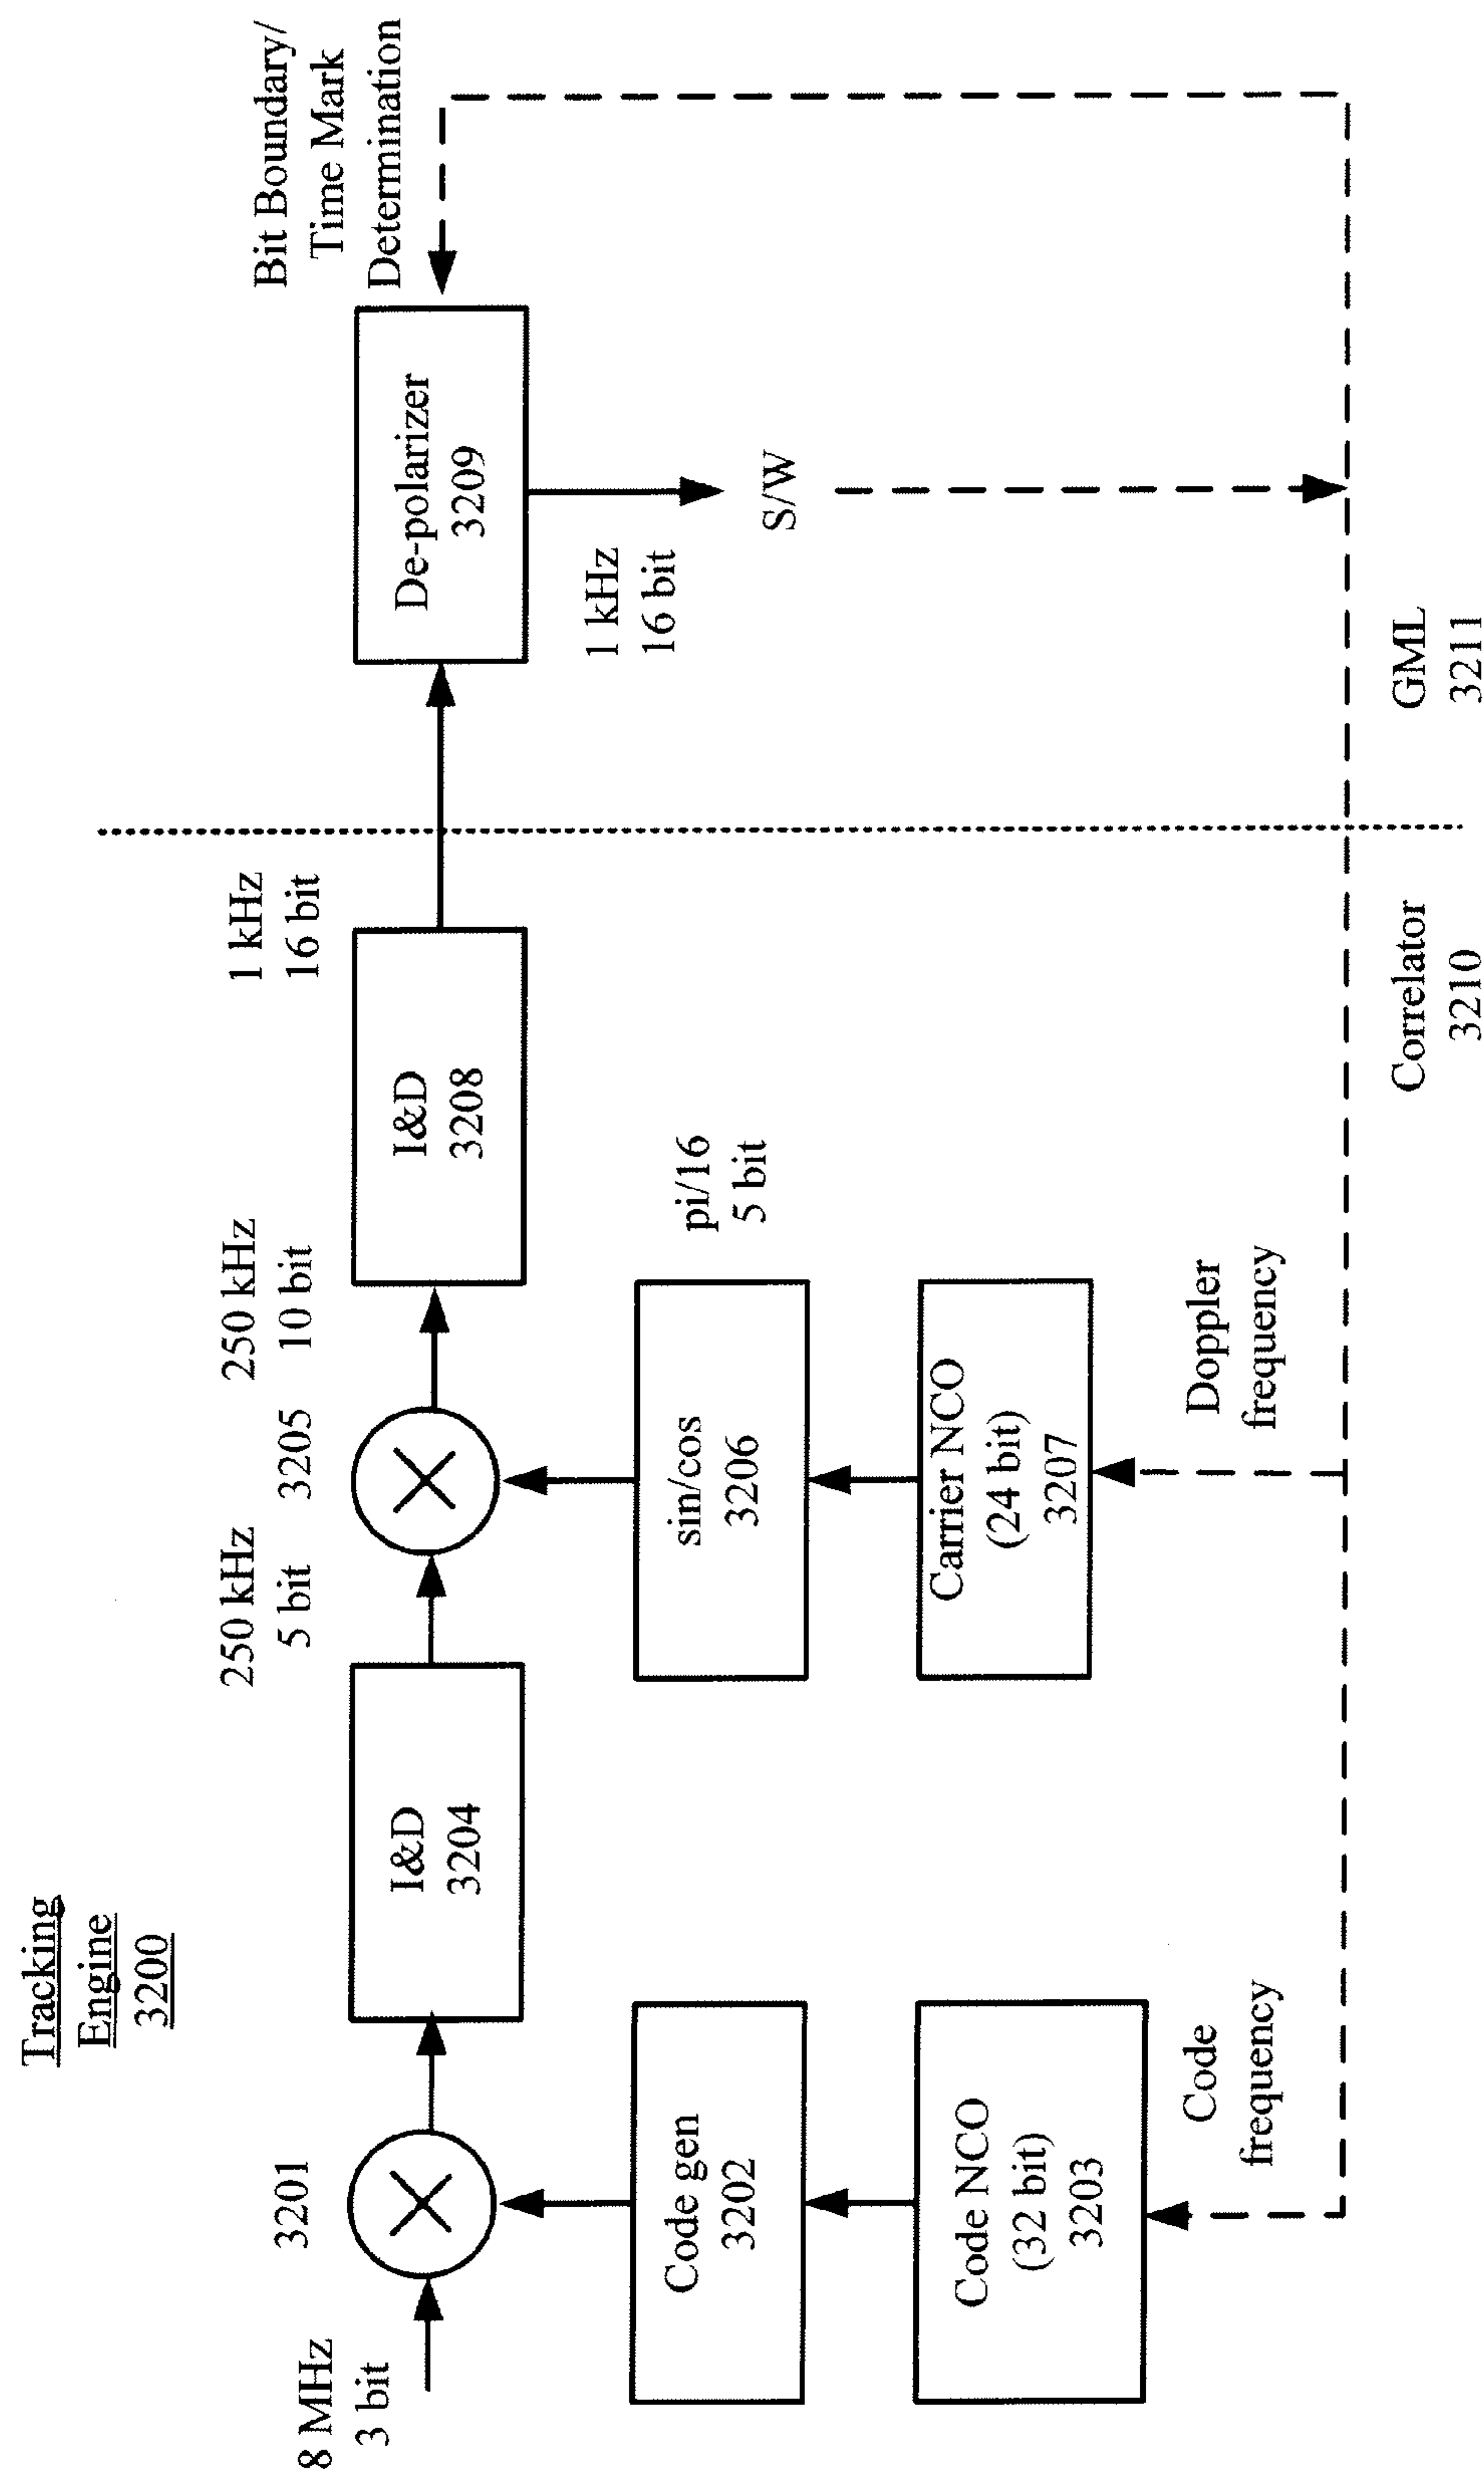 Tracking
Engine
3200
8 MHz
3 bit
3201
Code gen
3202
Code NCO
(32 bit)
3203
Code
frequency
I&D
3204
250 kHz
5 bit
3205
sin/cos
3206
pi/16
5 bit
Carrier NCO
(24 bit)
3207
Doppler
frequency
250 kHz
10 bit
I&D
3208
1 kHz
16 bit
Correlator
3210
GML
3211
De-polarizer
3209
1 kHz
16 bit
S/W
Bit Boundary/
Time Mark
Determination